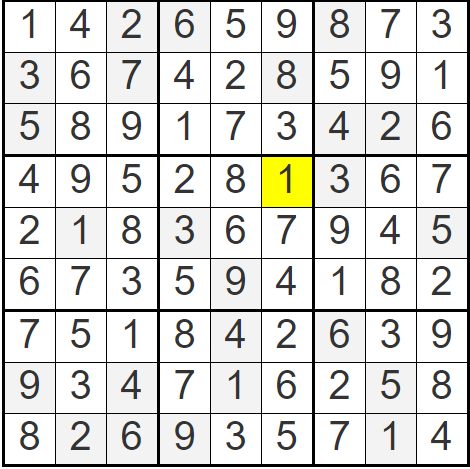 1 4 2 6 5 9 8 7 3
3 6 7 4 2 8 5 9 1
5 8 9 1 7 3 4 2 6
4 9 5 2 8 1 3 6 7
2 1 8 3 6 7 9 4 5
6 7 3 5 9 4 1 8 2
7 5 1 8 4 2 6 3 9
9 3 4 7 1 6 2 5 8
8 2 6 9 3 5 7 1 4